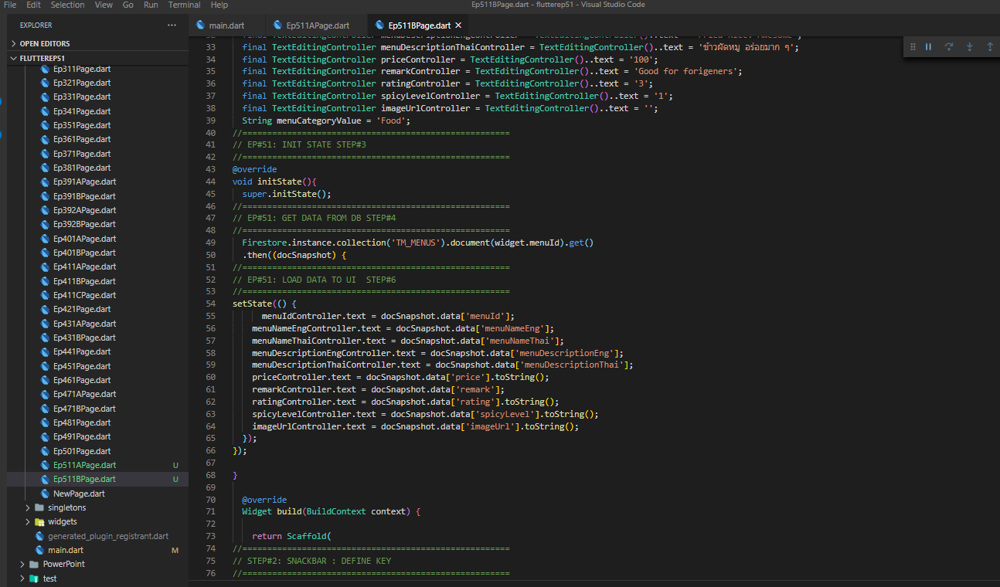 File Edit Selection View Go Run Terminal Help
Ep511BPage.dart - flutterep51 - Visual Studio Code
EXPLORER
OPEN EDITORS
FLUTTEREP51
Ep311Page.dart
Ep321Page.dart
Ep331Page.dart
Ep341Page.dart
Ep351Page.dart
Ep361Page.dart
Ep371Page.dart
Ep381Page.dart
Ep391APage.dart
Ep391BPage.dart
Ep392APage.dart
Ep392BPage.dart
Ep401APage.dart
Ep401BPage.dart
Ep411APage.dart
Ep411BPage.dart
Ep411CPage.dart
Ep421Page.dart
Ep431APage.dart
Ep431BPage.dart
Ep441Page.dart
Ep451Page.dart
Ep461Page.dart
Ep471APage.dart
Ep471BPage.dart
Ep481Page.dart
Ep491Page.dart
Ep501Page.dart
Ep511APage.dart U
Ep511BPage.dart U
NewPage.dart
singletons
widgets
generated_plugin_registrant.dart
main.dart M
PowerPoint
test
main.dart Ep511APage.dart Ep511BPage.dart
33 final TextEditingController menuDescriptionThaiController = TextEditingController()..text = 'ข้าวผัดหมู อร่อยมาก ๆ';
34 final TextEditingController priceController = TextEditingController()..text = '100';
35 final TextEditingController remarkController = TextEditingController()..text = 'Good for forigeners';
36 final TextEditingController ratingController = TextEditingController()..text = '3';
37 final TextEditingController spicyLevelController = TextEditingController()..text = '1';
38 final TextEditingController imageUrlController = TextEditingController()..text = '';
39 String menuCategoryValue = 'Food';
40 //======================================================
41 // EP#51: INIT STATE STEP#3
42 //======================================================
43 @override
44 void initState(){
45 super.initState();
46 //======================================================
47 // EP#51: GET DATA FROM DB STEP#4
48 //======================================================
49 Firestore.instance.collection('TM_MENUS').document(widget.menuId).get()
50 .then((docSnapshot) {
51 //======================================================
52 // EP#51: LOAD DATA TO UI  STEP#6
53 //======================================================
54 setState(() {
55 menuIdController.text = docSnapshot.data['menuId'];
56 menuNameEngController.text = docSnapshot.data['menuNameEng'];
57 menuNameThaiController.text = docSnapshot.data['menuNameThai'];
58 menuDescriptionEngController.text = docSnapshot.data['menuDescriptionEng'];
59 menuDescriptionThaiController.text = docSnapshot.data['menuDescriptionThai'];
60 priceController.text = docSnapshot.data['price'].toString();
61 remarkController.text = docSnapshot.data['remark'];
62 ratingController.text = docSnapshot.data['rating'].toString();
63 spicyLevelController.text = docSnapshot.data['spicyLevel'].toString();
64 imageUrlController.text = docSnapshot.data['imageUrl'].toString();
65 });
66 });
67
68 }
69
70 @override
71 Widget build(BuildContext context) {
72
73 return Scaffold(
74 //======================================================
75 // STEP#2: SNACKBAR : DEFINE KEY
76 //======================================================